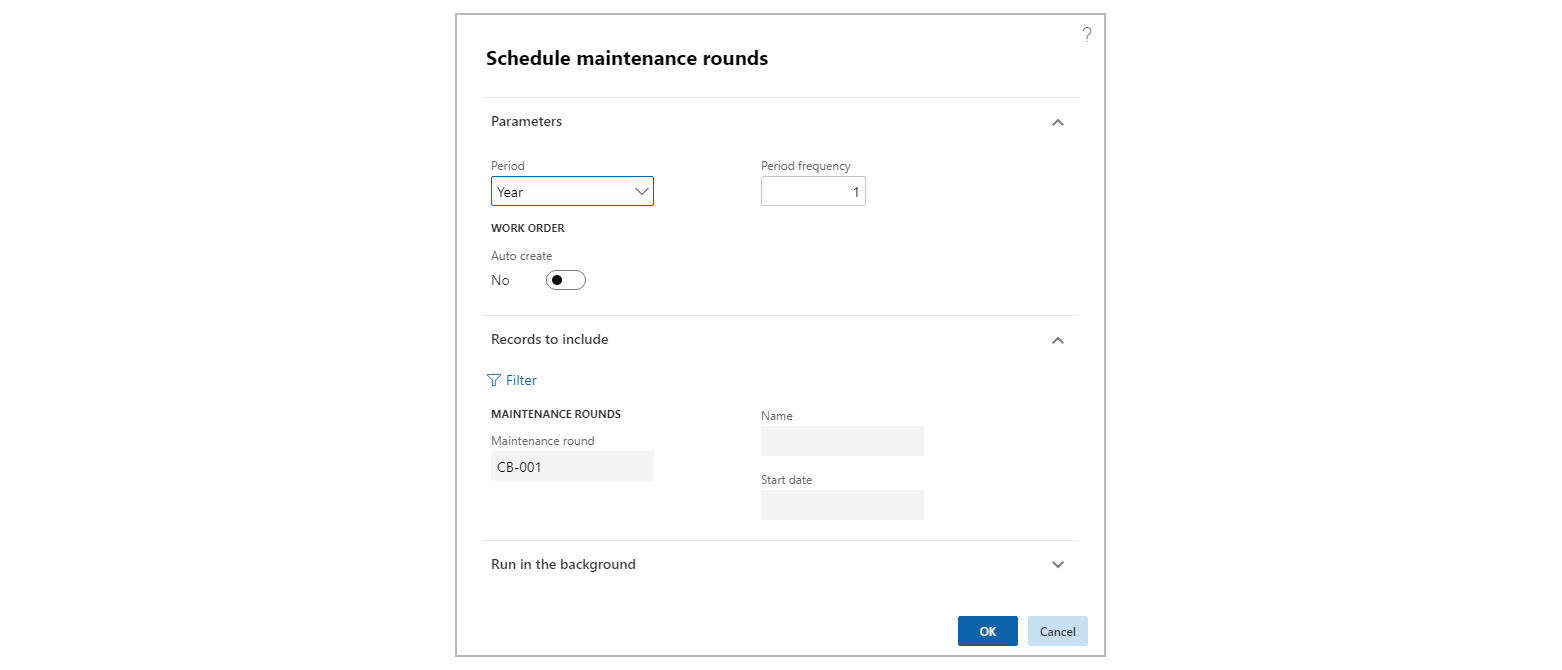 ?
Schedule maintenance rounds
Parameters
Period
Period frequency
Year
1
WORK ORDER
Auto create
No
Records to include
Filter
MAINTENANCE ROUNDS
Maintenance round
CB-001
Name
Start date
Run in the background
OK
Cancel